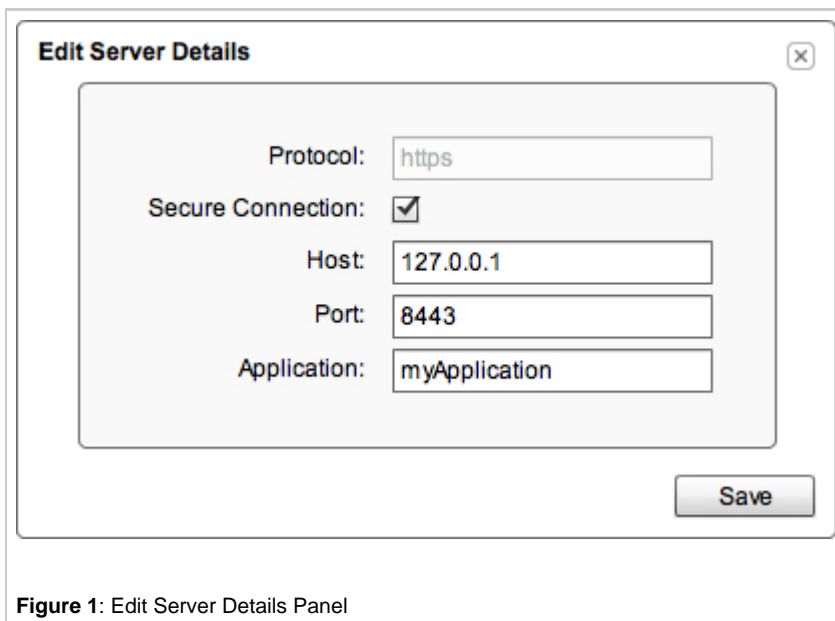 Edit Server Details
Protocol: https
Secure Connection:
Host: 127.0.0.1
Port: 8443
Application: myApplication
Save
Figure 1: Edit Server Details Panel